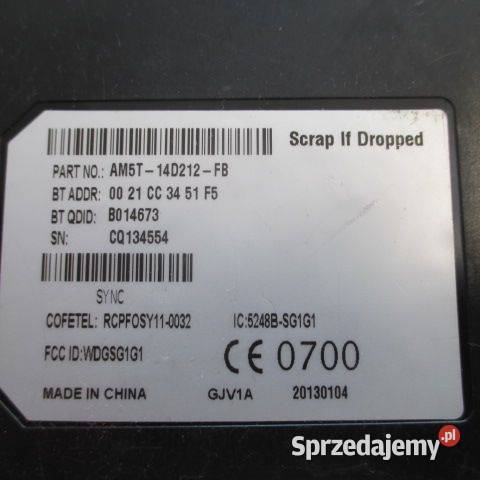 Scrap If Dropped
PART NO.: AM5T-14D212-FB
BT ADDR: 00 21 CC 34 51 F5
BT QDID: B014673
SN: CQ134554
SYNC
COFETEL: RCPFOSY11-0032 IC:5248B-SG1G1
FCC ID:WDGSG1G1 CE 0700
MADE IN CHINA GJV1A 20130104
Sprzedajemy.pl